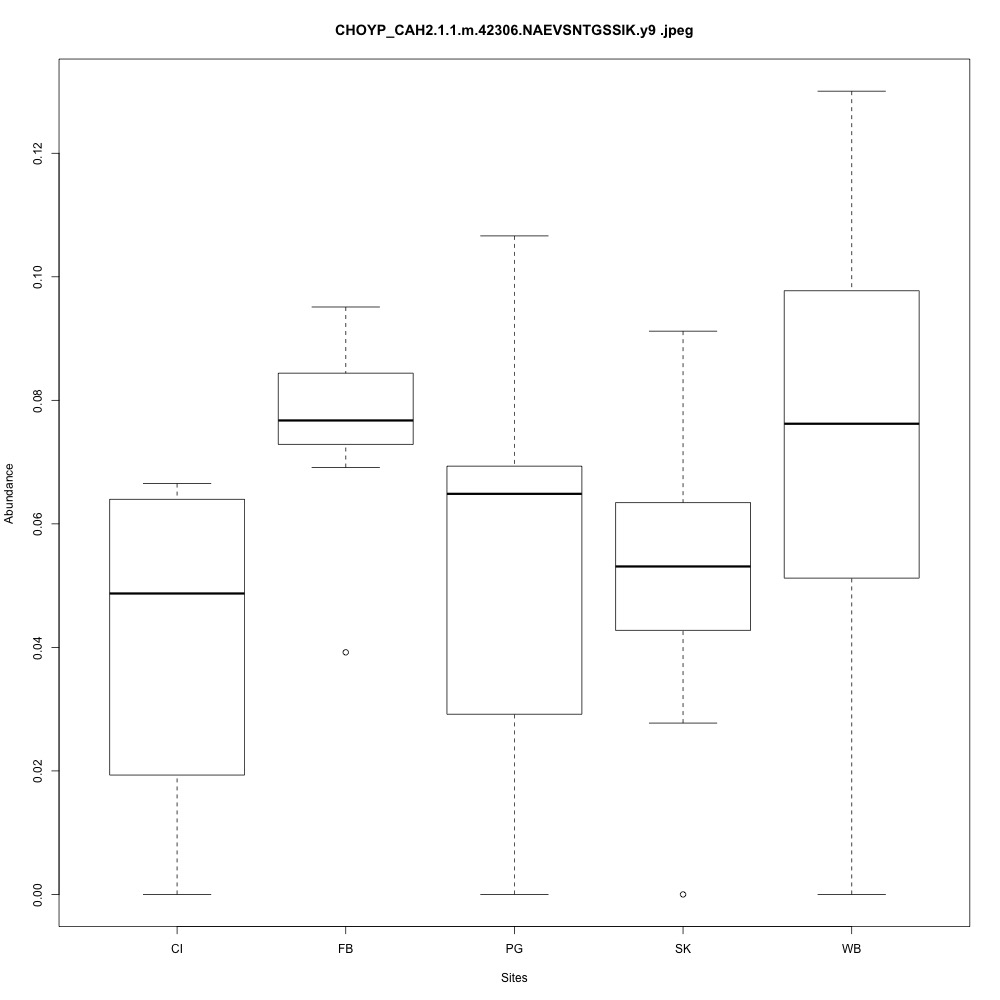 CHOYP_CAH2.1.1.m.42306.NAEVSNTGSSIK.y9 .jpeg
Abundance
0.12
0.10
0.08
0.06
0.04
0.02
0.00
CI FB PG SK WB
Sites